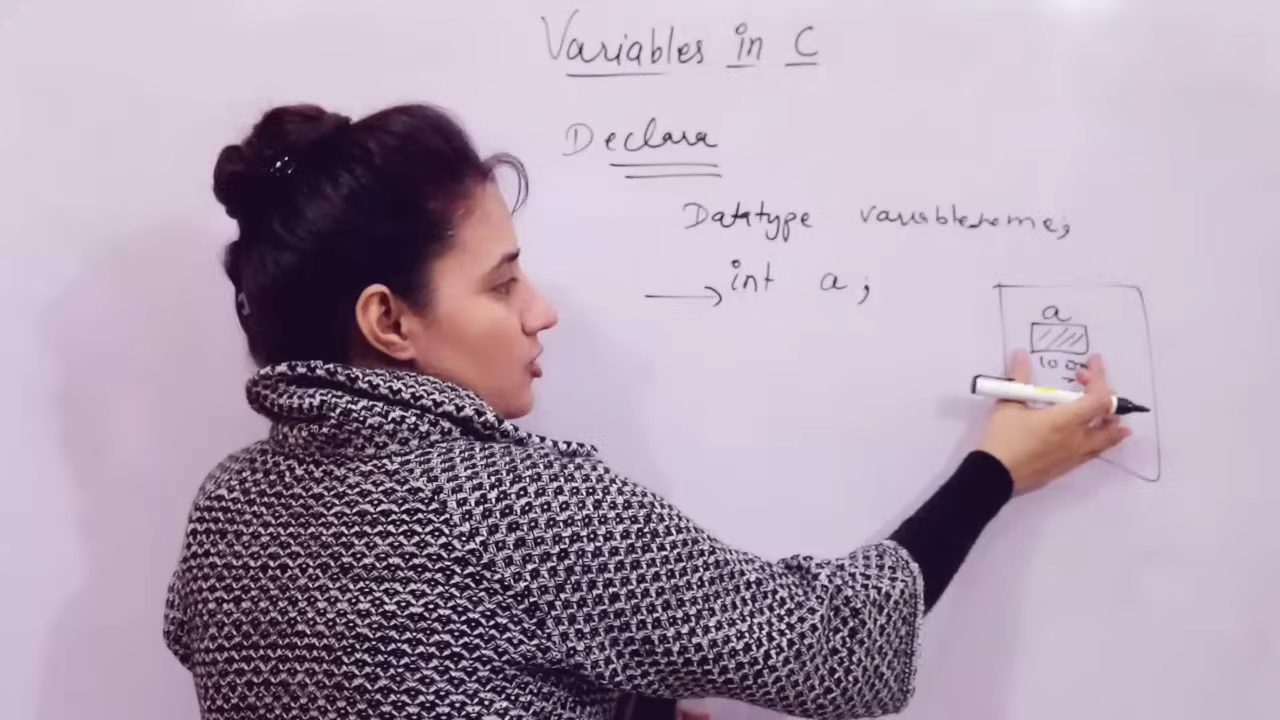 Variables in C
Declara
Datatype variablename;
int a;
a